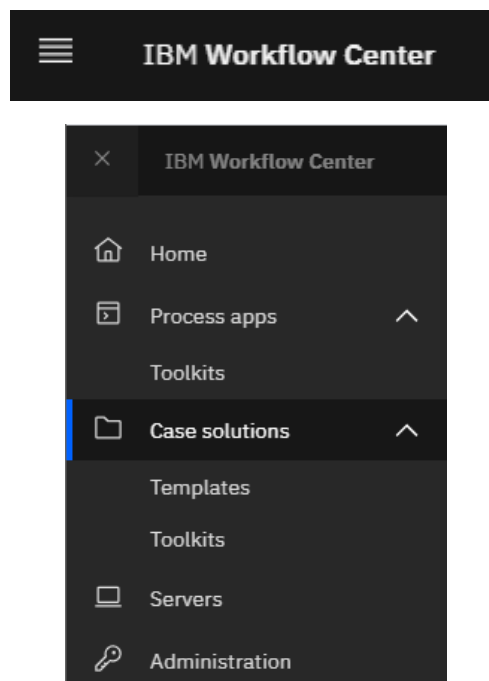 IBM Workflow Center
IBM Workflow Center
Home
Process apps
Toolkits
Case solutions
Templates
Toolkits
Servers
Administration